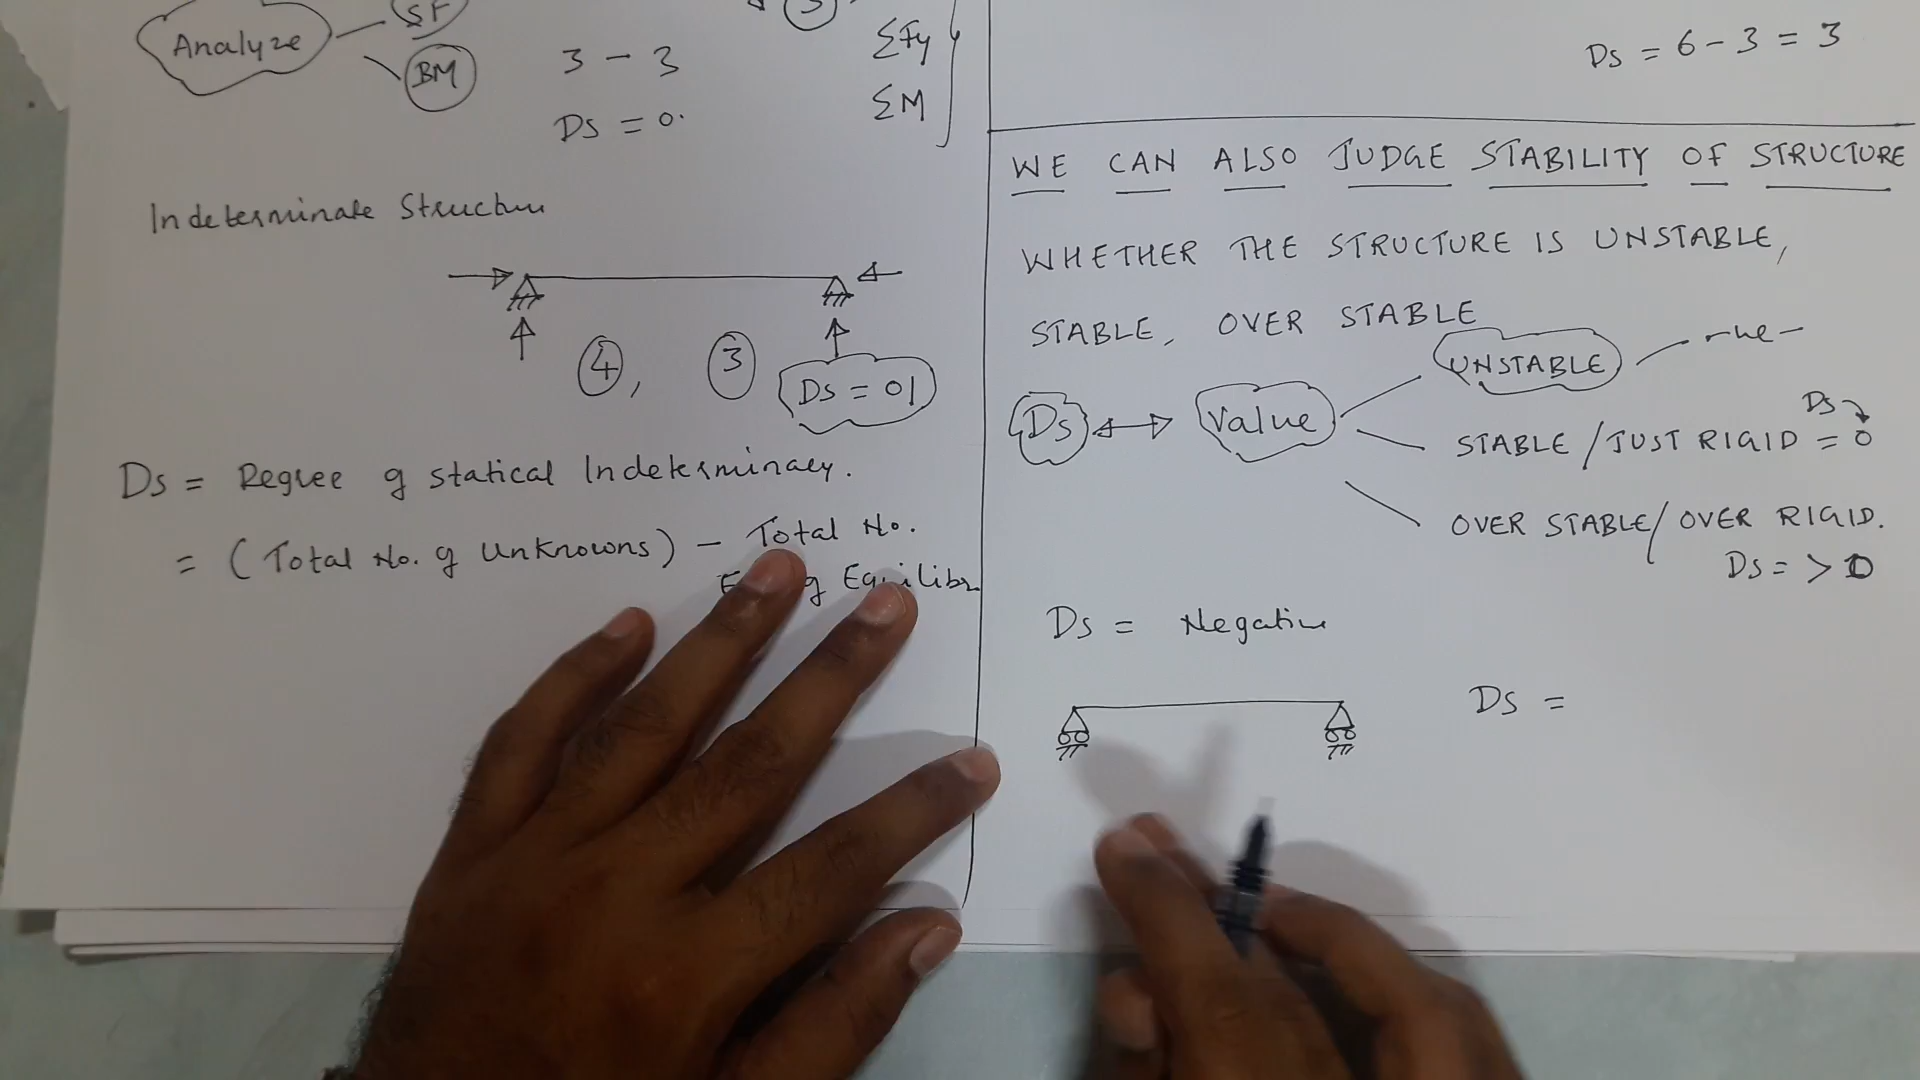 SF
Analyze
BM
3 - 3
Ds = 0.
ΣFy
ΣM
Indeterminate Structure
4, 3
Ds = 01
Ds = Degree of statical Indeterminacy.
= (Total No. of Unknowns) - Total No.
of Equilibr
Ds = 6 - 3 = 3
WE CAN ALSO JUDGE STABILITY OF STRUCTURE
WHETHER THE STRUCTURE IS UNSTABLE,
STABLE, OVER STABLE
UNSTABLE -ve-
Ds Value
Ds
STABLE / JUST RIGID = 0
OVER STABLE / OVER RIGID.
Ds = > 0
Ds = Negative
Ds =